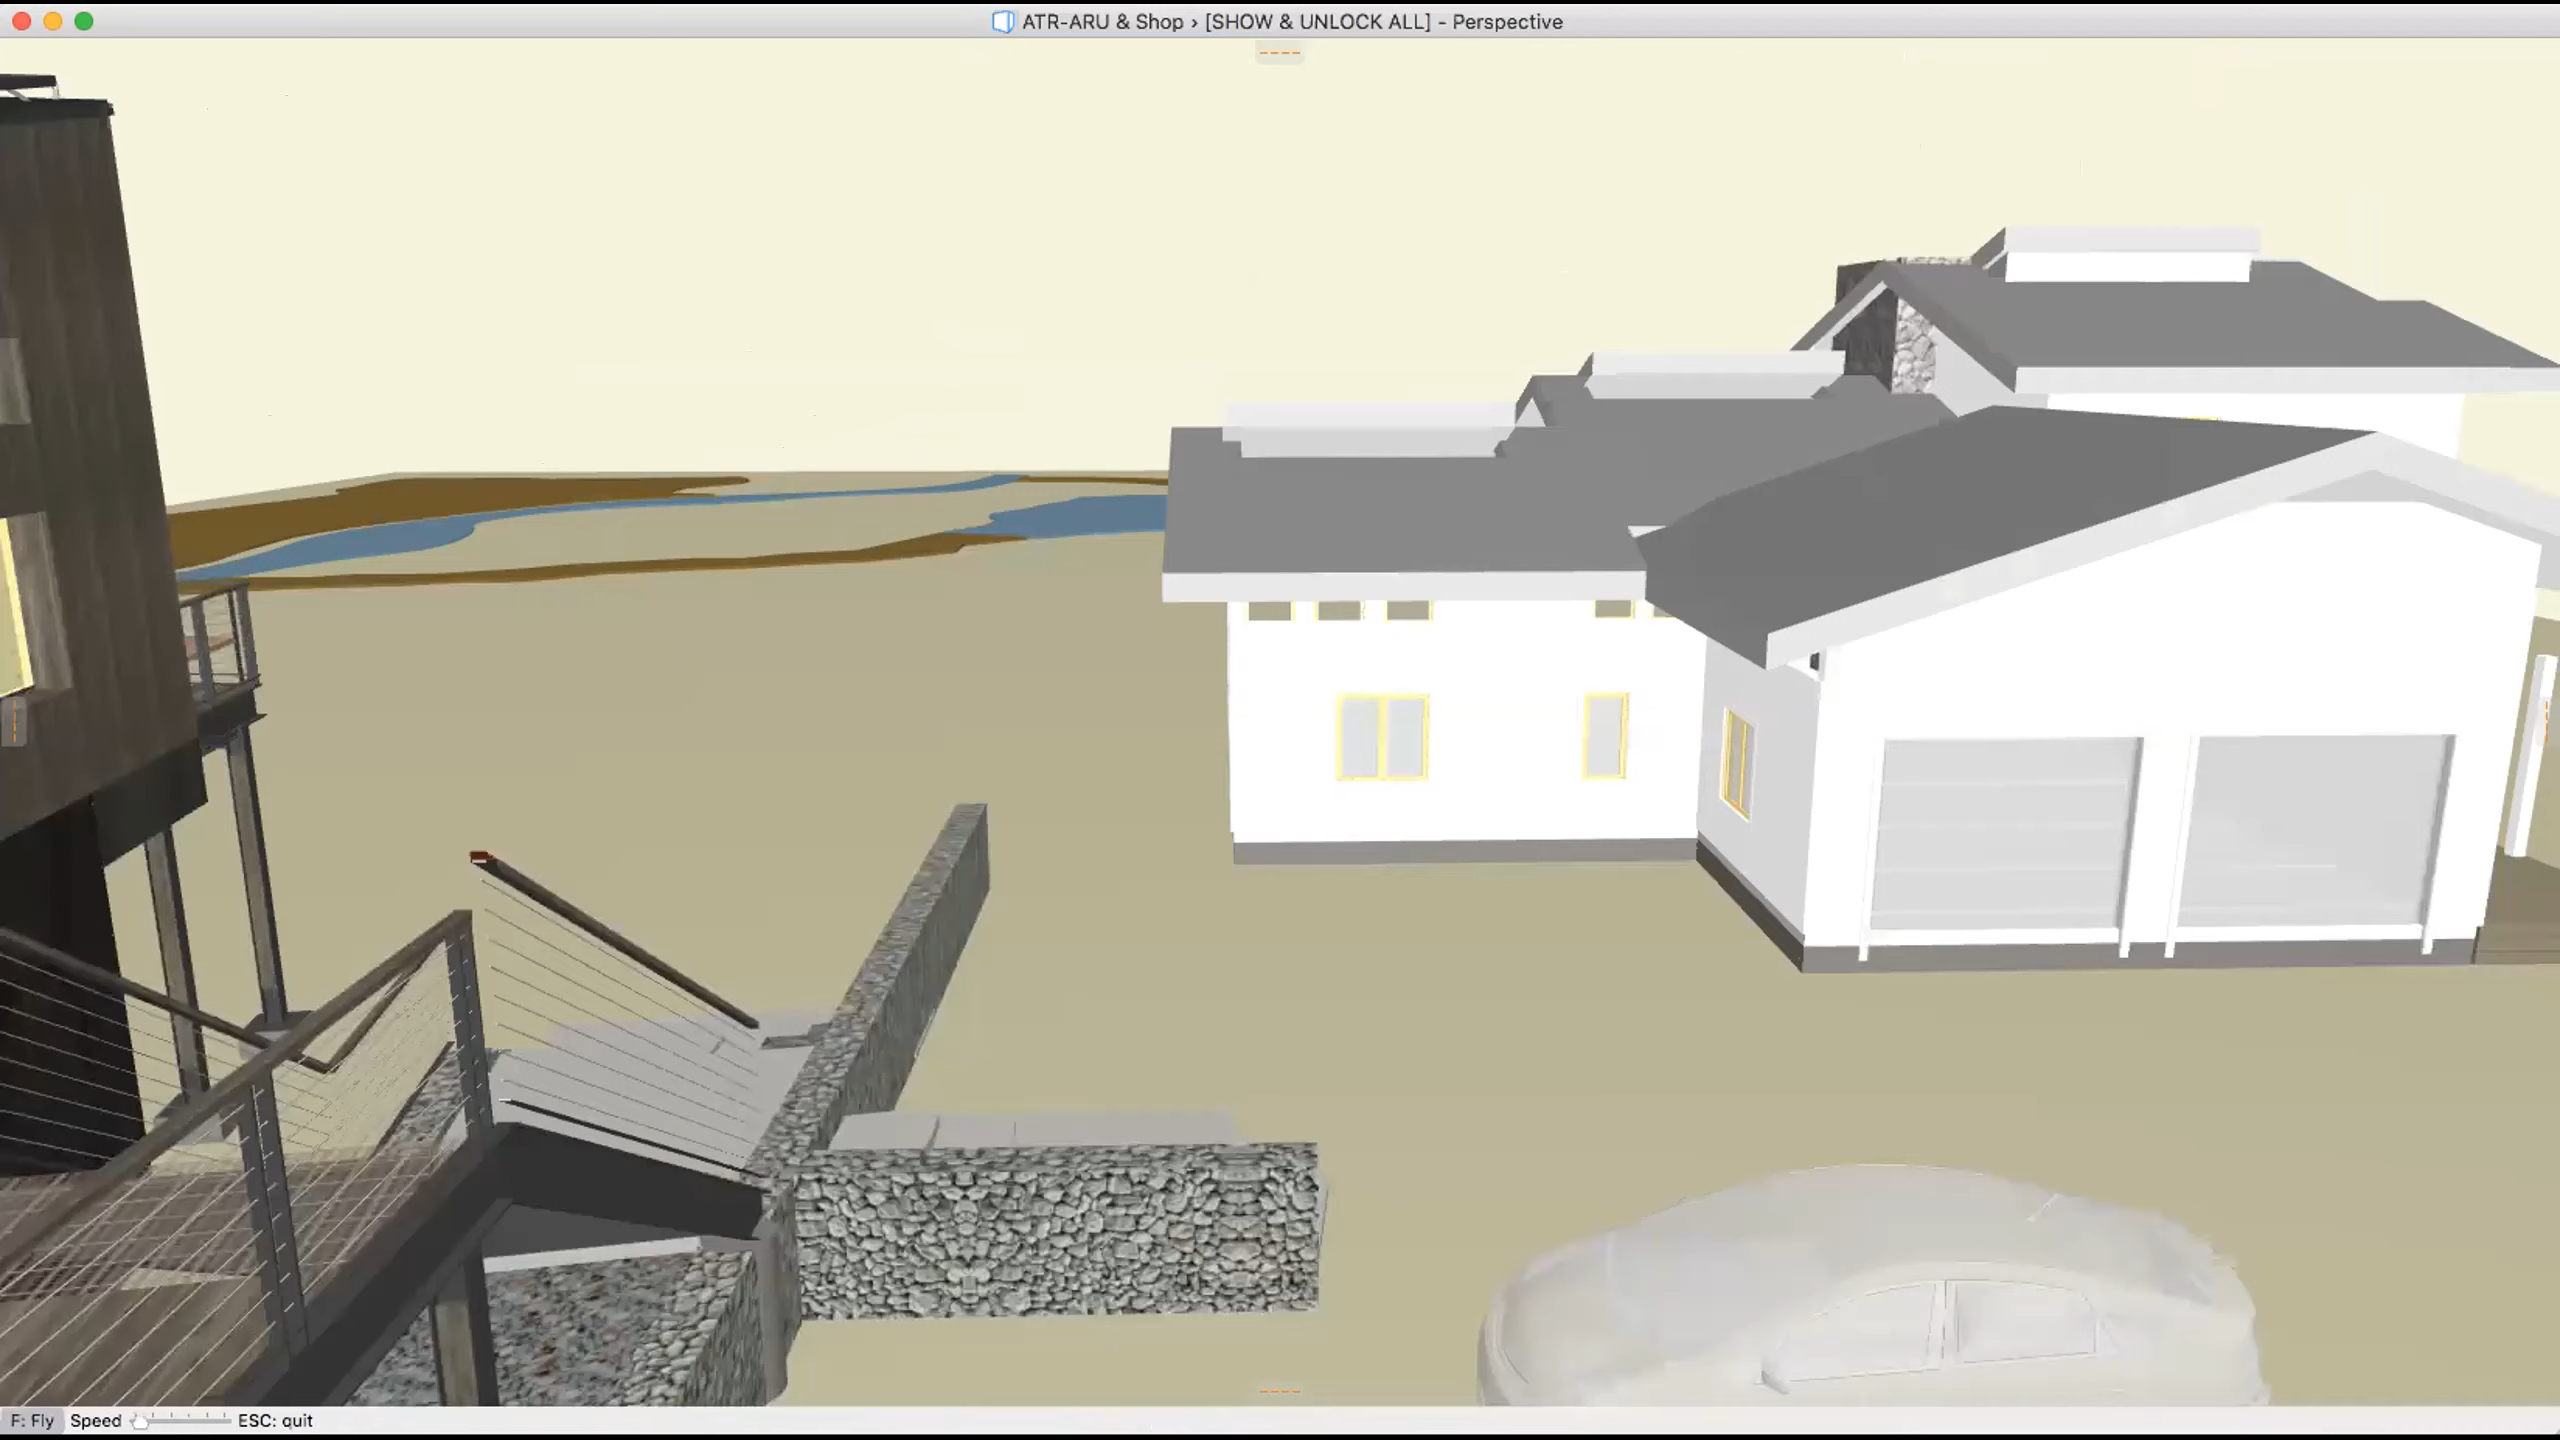 ATR-ARU & Shop › [SHOW & UNLOCK ALL] - Perspective
F: Fly Speed ESC: quit